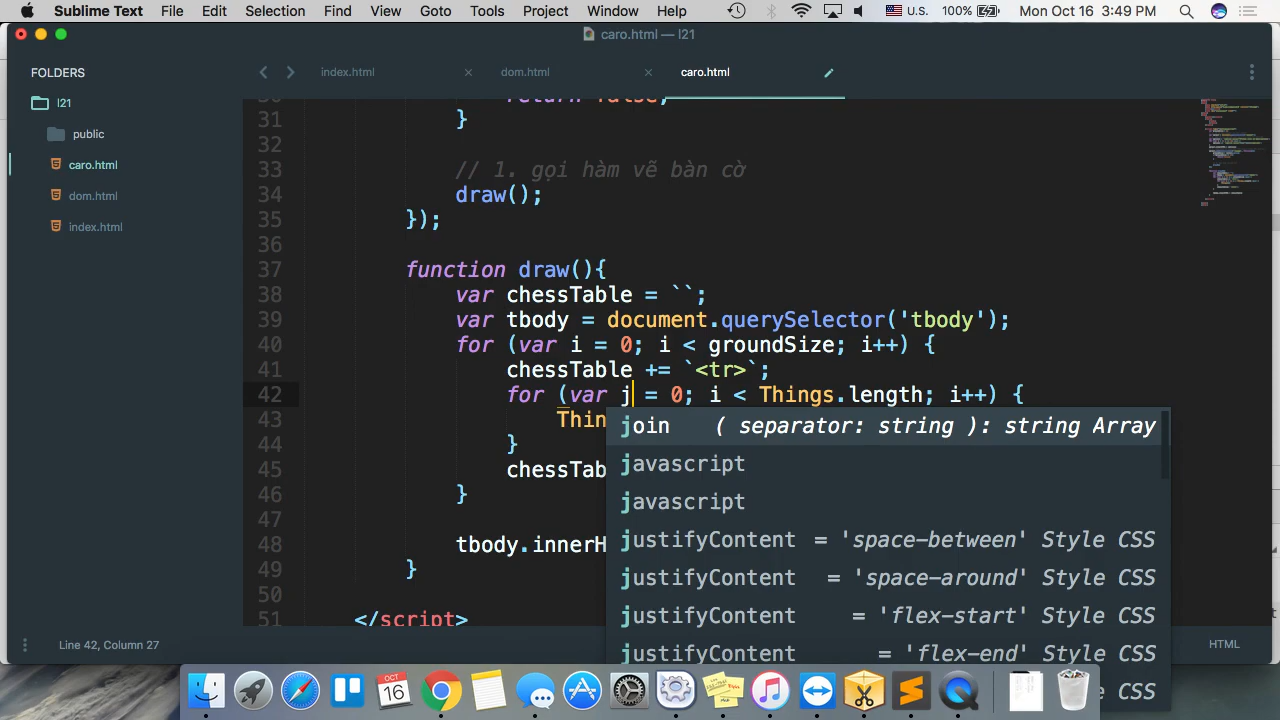 Sublime Text File Edit Selection Find View Goto Tools Project Window Help U.S. 100% Mon Oct 16 3:49 PM
caro.html — l21
FOLDERS
l21
public
caro.html
dom.html
index.html
index.html × dom.html × caro.html
31 }
32
33 // 1. gọi hàm vẽ bàn cờ
34 draw();
35 });
36
37 function draw(){
38 var chessTable = ``;
39 var tbody = document.querySelector('tbody');
40 for (var i = 0; i < groundSize; i++) {
41 chessTable += `<tr>`;
42 for (var j = 0; i < Things.length; i++) {
43 Thin
44 }
45 chessTab
46 }
47
48 tbody.innerH
49 }
50
51 </script>
join ( separator: string ): string Array
javascript
javascript
justifyContent = 'space-between' Style CSS
justifyContent = 'space-around' Style CSS
justifyContent = 'flex-start' Style CSS
justifyContent = 'flex-end' Style CSS
Style CSS
Line 42, Column 27
HTML
OCT
16